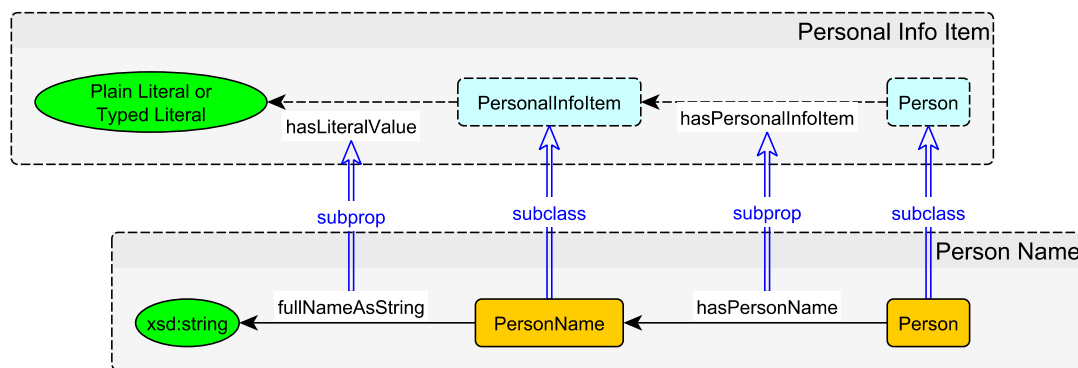 Personal Info Item
Plain Literal or
Typed Literal
hasLiteralValue
PersonalInfoItem
hasPersonalInfoItem
Person
subprop
subclass
subprop
subclass
Person Name
xsd:string
fullNameAsString
PersonName
hasPersonName
Person